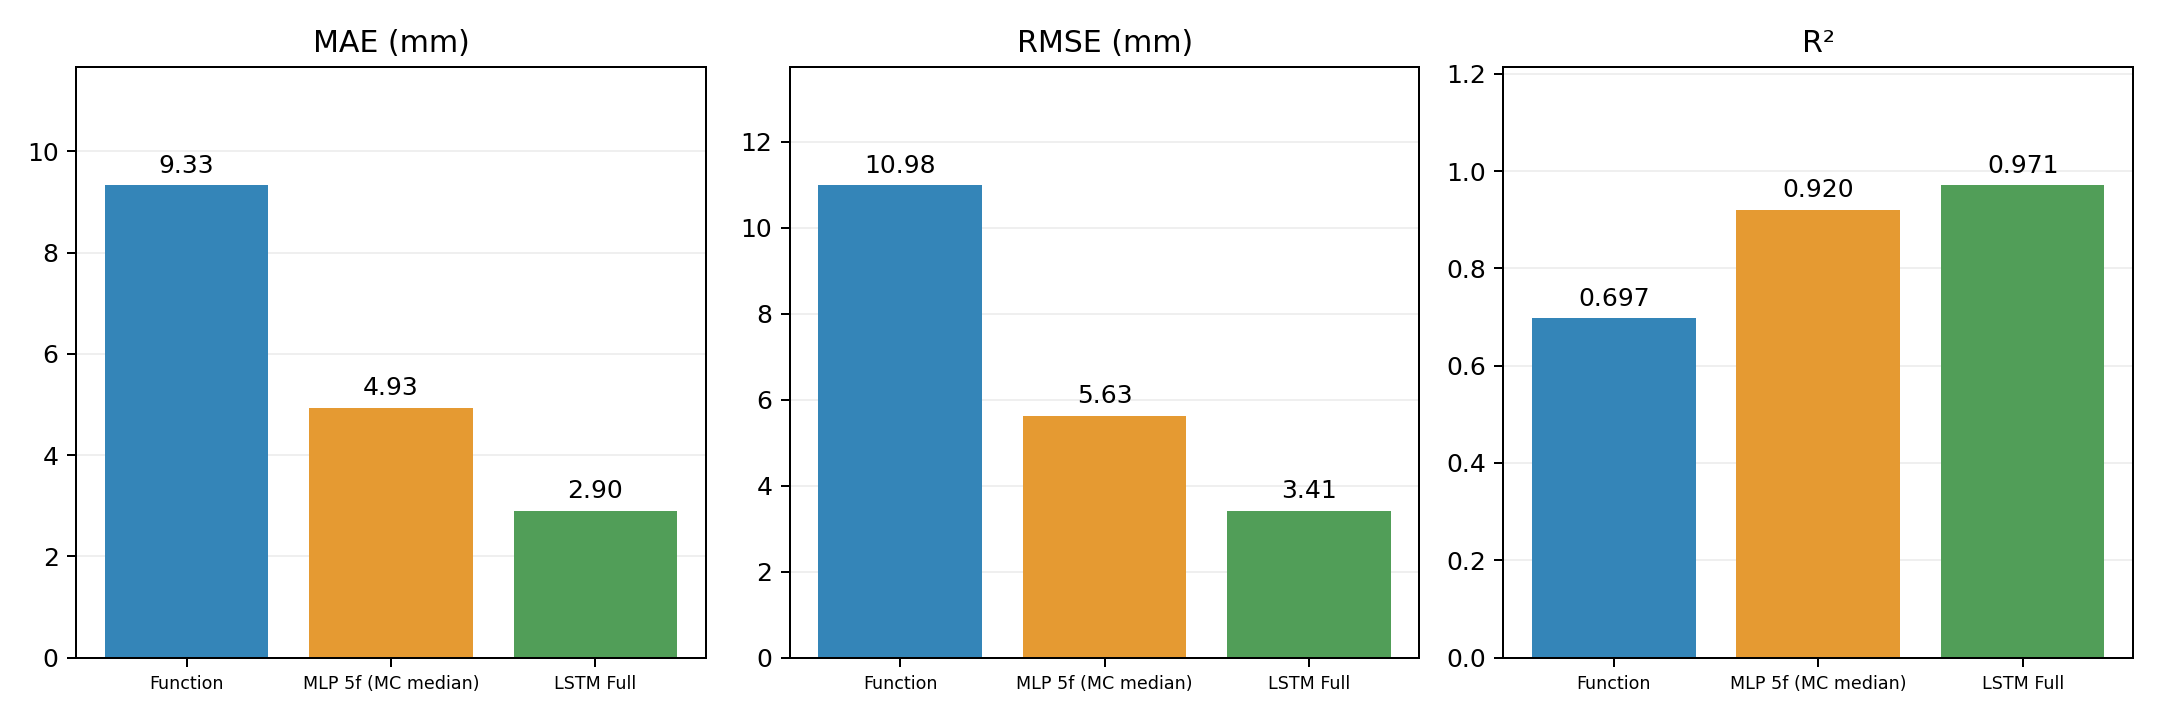 MAE (mm)
10
8
6
4
2
0
9.33
4.93
2.90
Function
MLP 5f (MC median)
LSTM Full
RMSE (mm)
12
10
8
6
4
2
0
10.98
5.63
3.41
Function
MLP 5f (MC median)
LSTM Full
R²
1.2
1.0
0.8
0.6
0.4
0.2
0.0
0.697
0.920
0.971
Function
MLP 5f (MC median)
LSTM Full